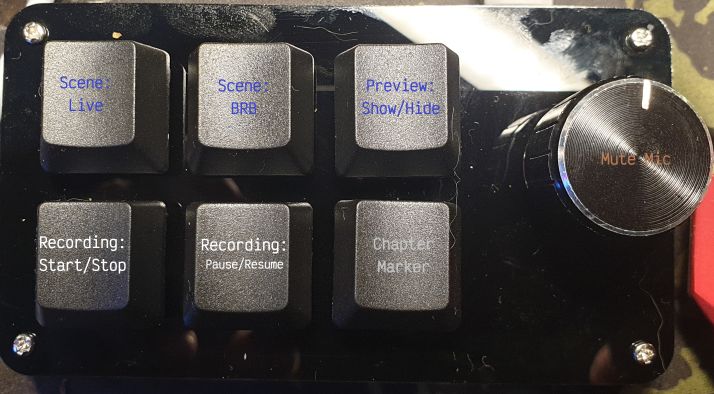 Scene:
Live
Scene:
BRB
Preview:
Show/Hide
Mute Mic
Recording:
Start/Stop
Recording:
Pause/Resume
Chapter
Marker